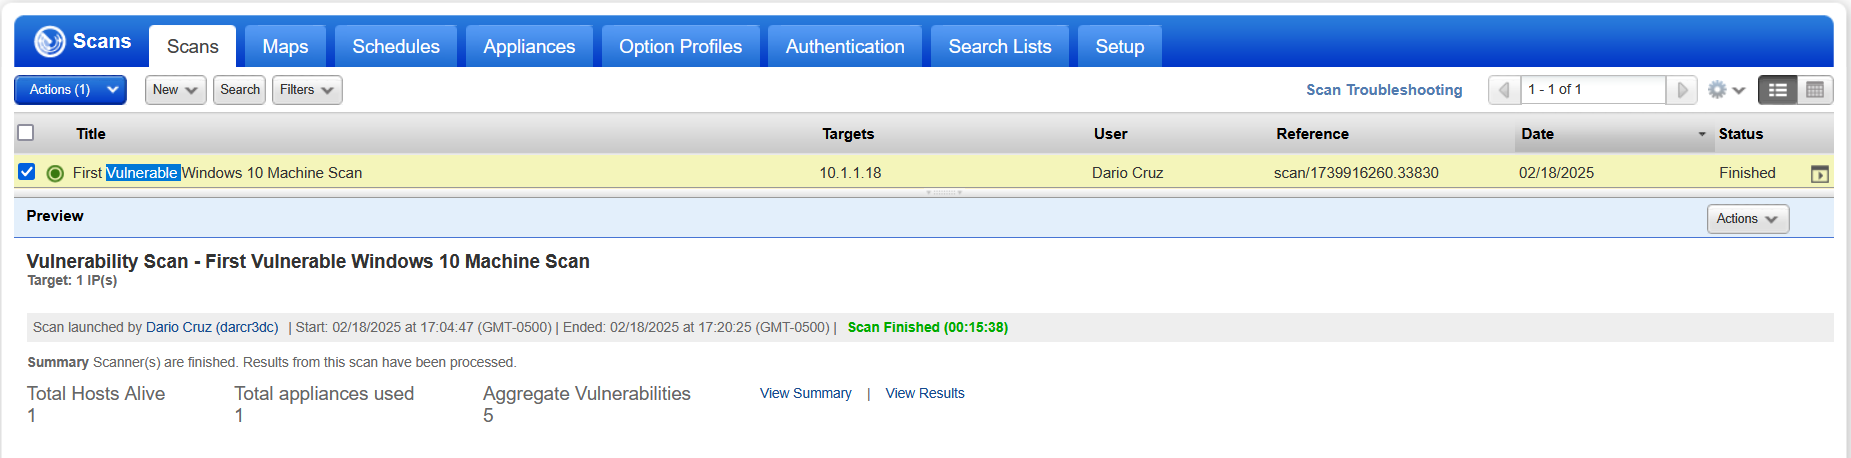 Scans Scans Maps Schedules Appliances Option Profiles Authentication Search Lists Setup
Actions (1) New Search Filters Scan Troubleshooting 1 - 1 of 1
Title Targets User Reference Date Status
First Vulnerable Windows 10 Machine Scan 10.1.1.18 Dario Cruz scan/1739916260.33830 02/18/2025 Finished
Preview Actions
Vulnerability Scan - First Vulnerable Windows 10 Machine Scan
Target: 1 IP(s)
Scan launched by Dario Cruz (darcr3dc) | Start: 02/18/2025 at 17:04:47 (GMT-0500) | Ended: 02/18/2025 at 17:20:25 (GMT-0500) | Scan Finished (00:15:38)
Summary Scanner(s) are finished. Results from this scan have been processed.
Total Hosts Alive Total appliances used Aggregate Vulnerabilities View Summary | View Results
1 1 5